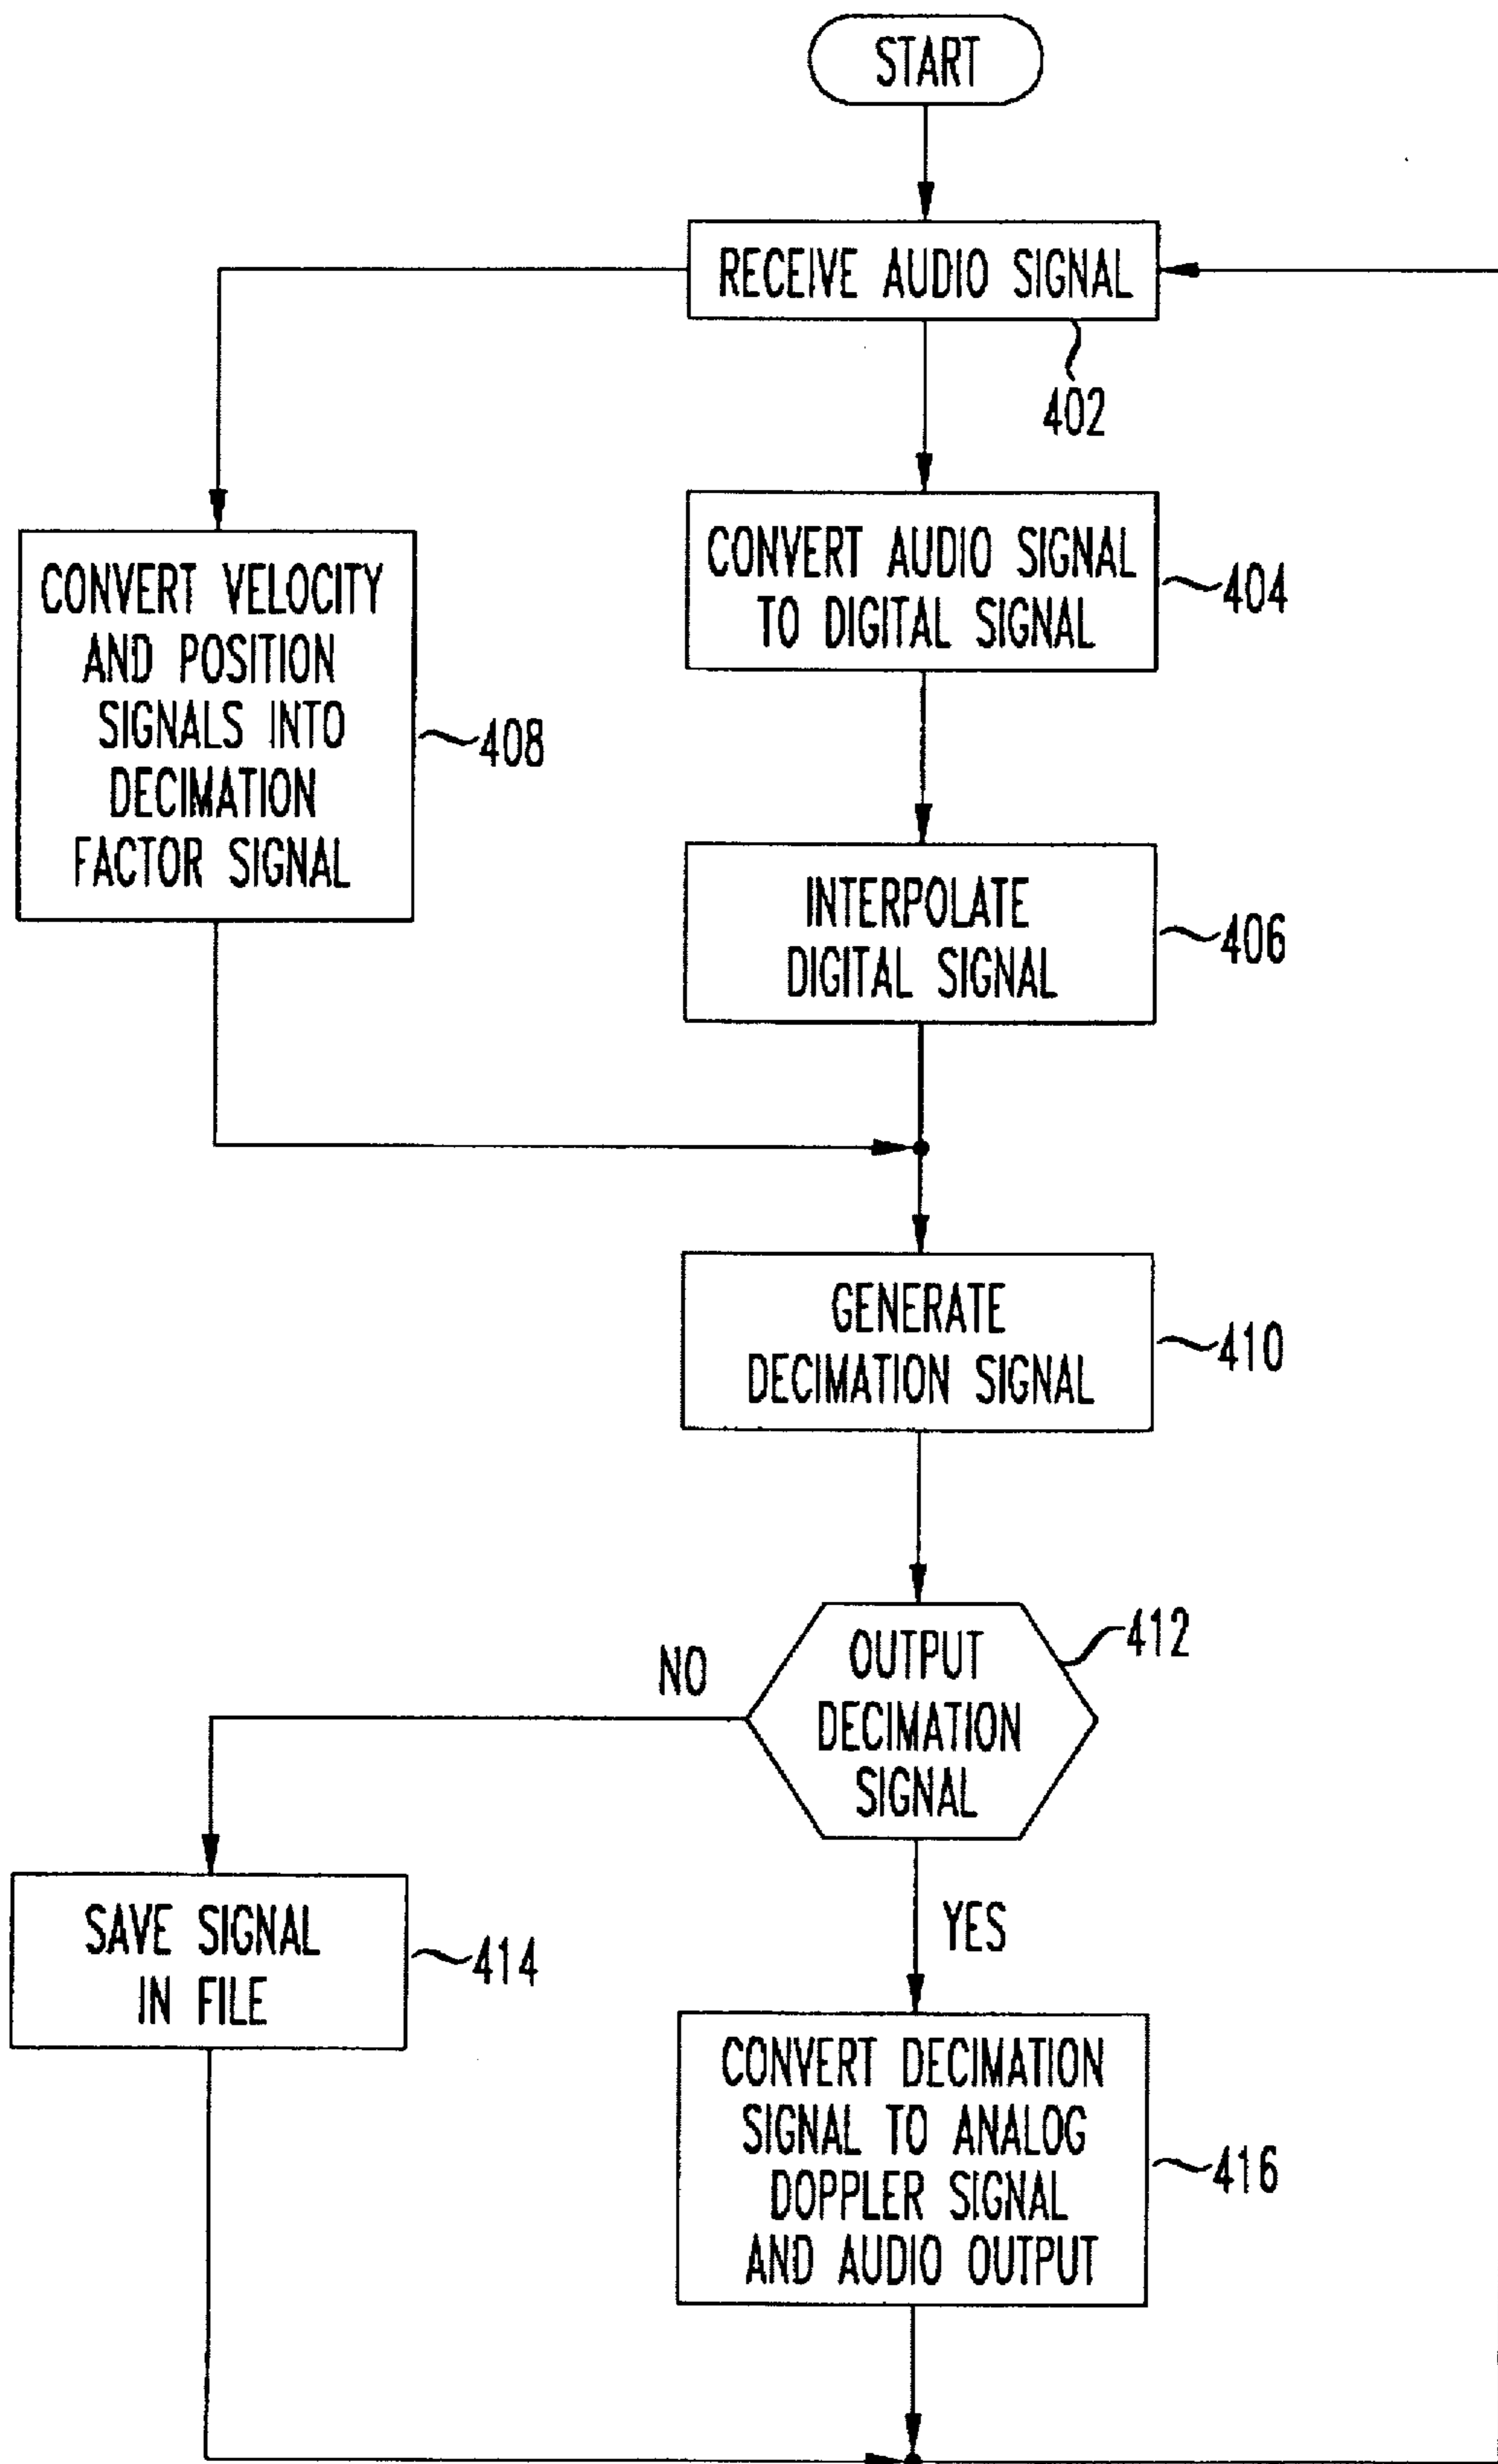 START
RECEIVE AUDIO SIGNAL
402
CONVERT AUDIO SIGNAL
TO DIGITAL SIGNAL
404
CONVERT VELOCITY
AND POSITION
SIGNALS INTO
DECIMATION
FACTOR SIGNAL
408
INTERPOLATE
DIGITAL SIGNAL
406
GENERATE
DECIMATION SIGNAL
410
OUTPUT
DECIMATION
SIGNAL
412
NO
YES
SAVE SIGNAL
IN FILE
414
CONVERT DECIMATION
SIGNAL TO ANALOG
DOPPLER SIGNAL
AND AUDIO OUTPUT
416